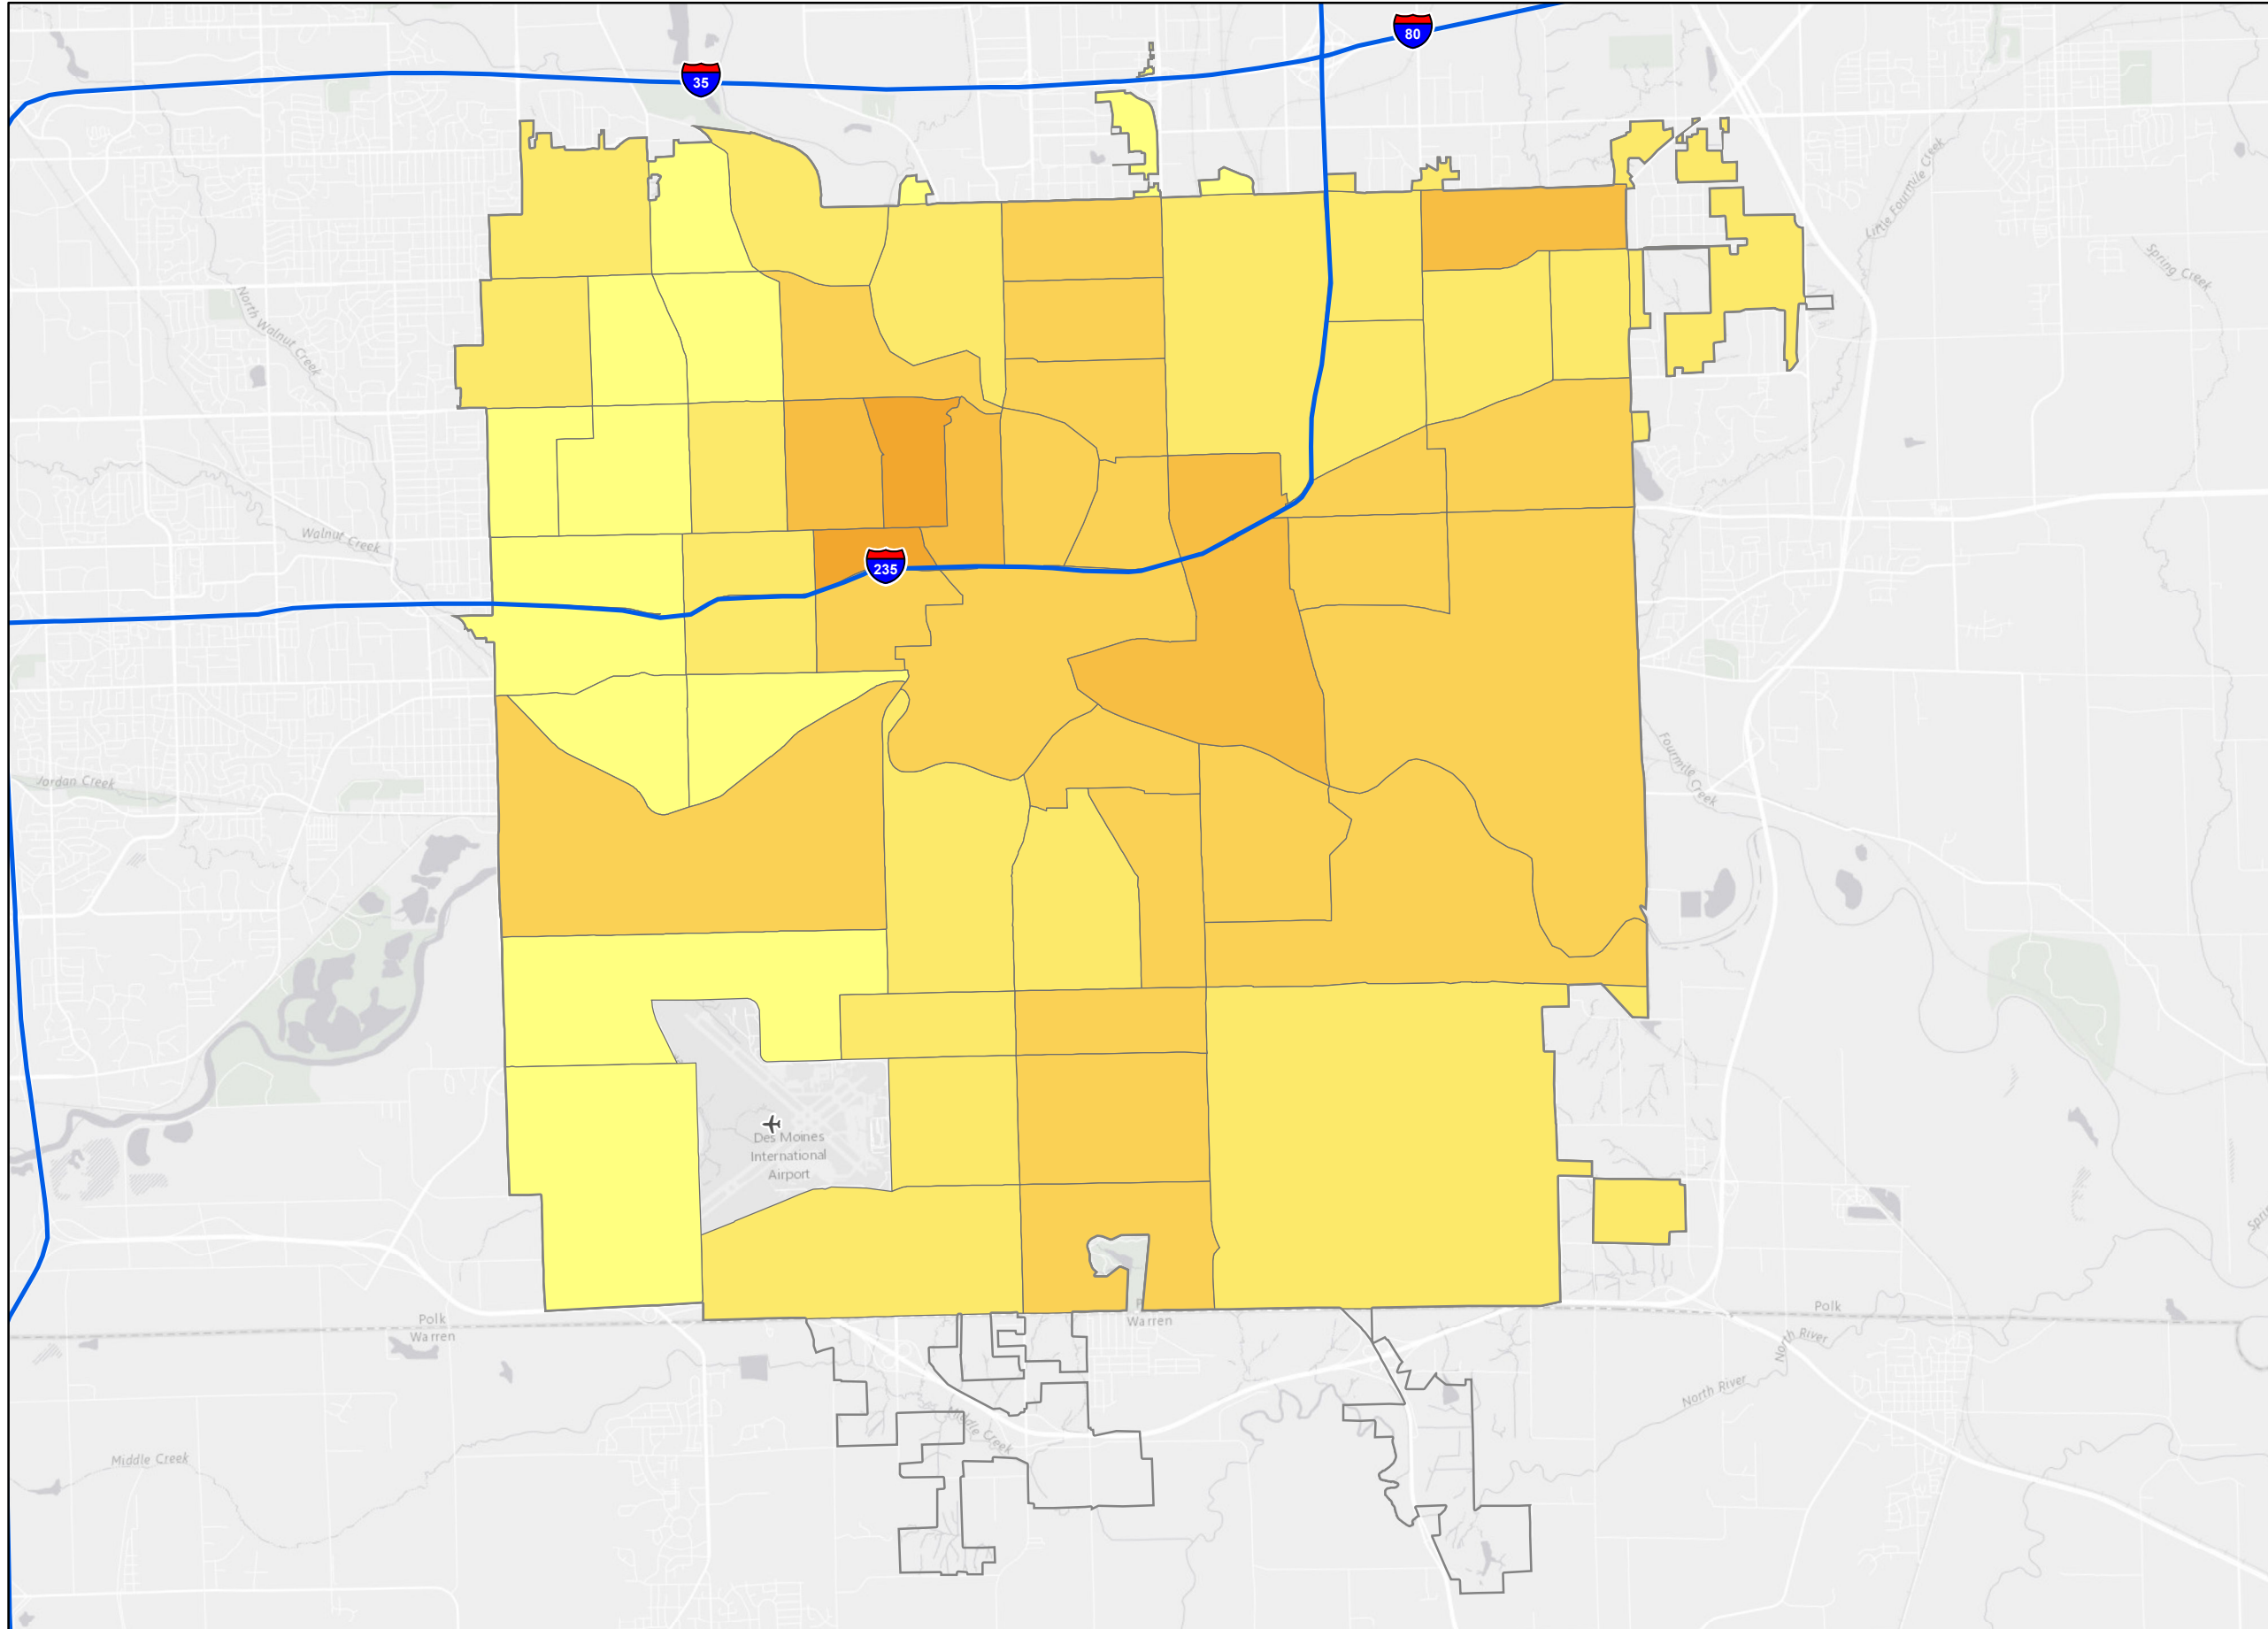 80
35
Little Fourmile Creek
Spring Creek
North Walnut Creek
Walnut Creek
235
Jordan Creek
Fourmile Creek
Des Moines
International
Airport
Polk
Warren
Warren
Polk
North River
North River
Middle Creek
Middle Creek